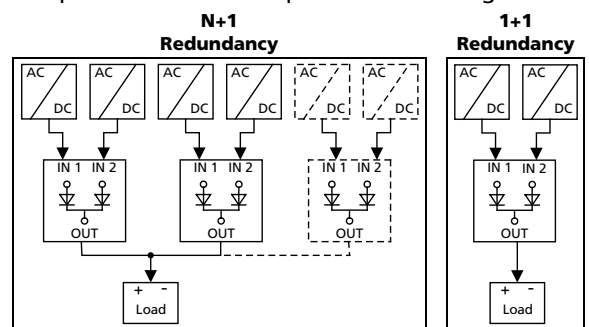 N+1
Redundancy
1+1
Redundancy
AC DC AC DC AC DC AC DC AC DC AC DC
AC DC AC DC
IN 1 IN 2
IN 1 IN 2
IN 1 IN 2
IN 1 IN 2
OUT
OUT
OUT
OUT
+ -
Load
+ -
Load